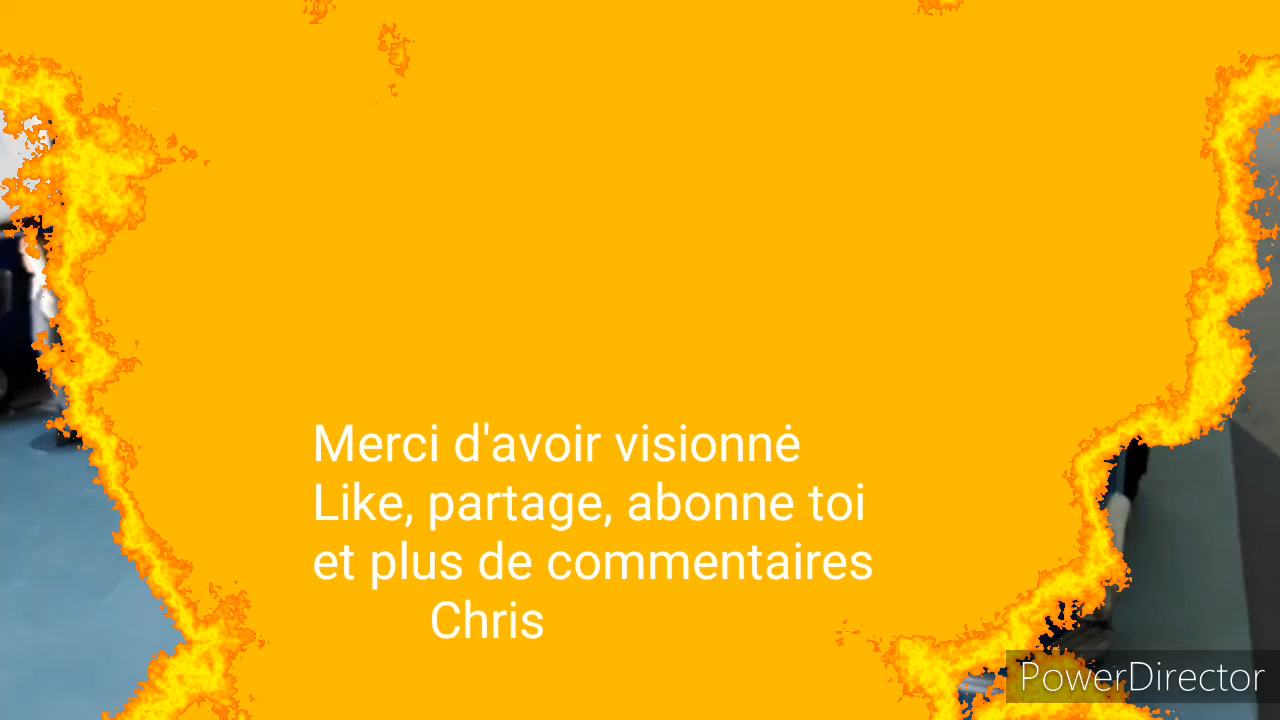 Merci d'avoir visionnė
Like, partage, abonne toi
et plus de commentaires
Chris
PowerDirector